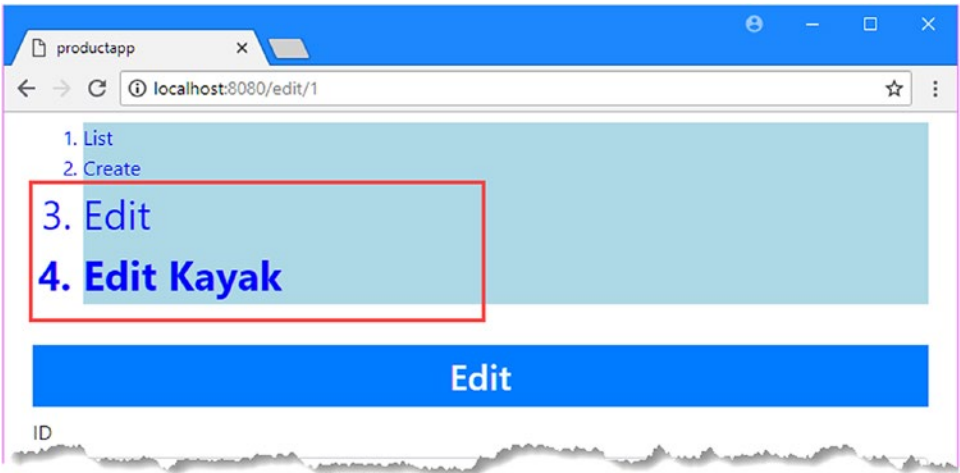 productapp
localhost:8080/edit/1
1. List
2. Create
3. Edit
4. Edit Kayak
Edit
ID